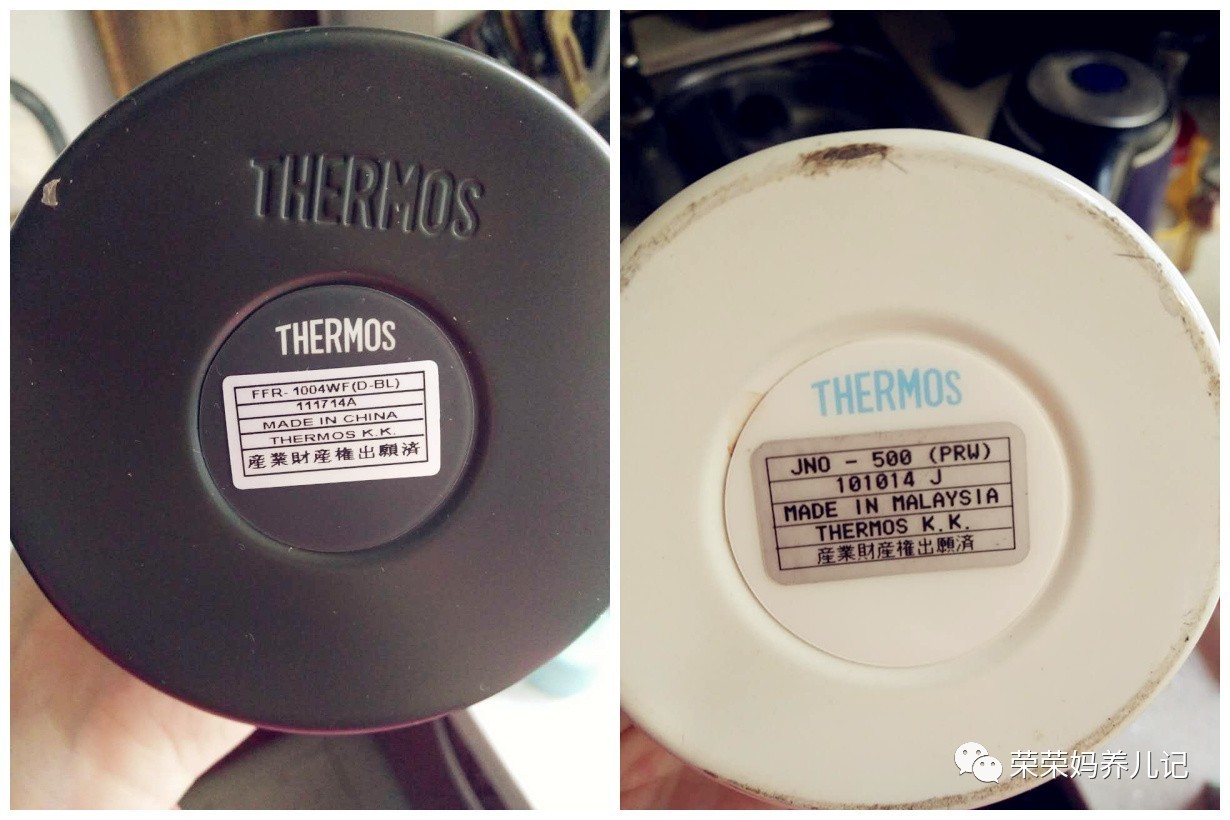 THERMOS
THERMOS
FFR- 1004WF(D-BL)
111714A
MADE IN CHINA
THERMOS K.K.
産業財産権出願済
THERMOS
JNO - 500 (PRW)
101014 J
MADE IN MALAYSIA
THERMOS K.K.
産業財産権出願済
荣荣妈养儿记